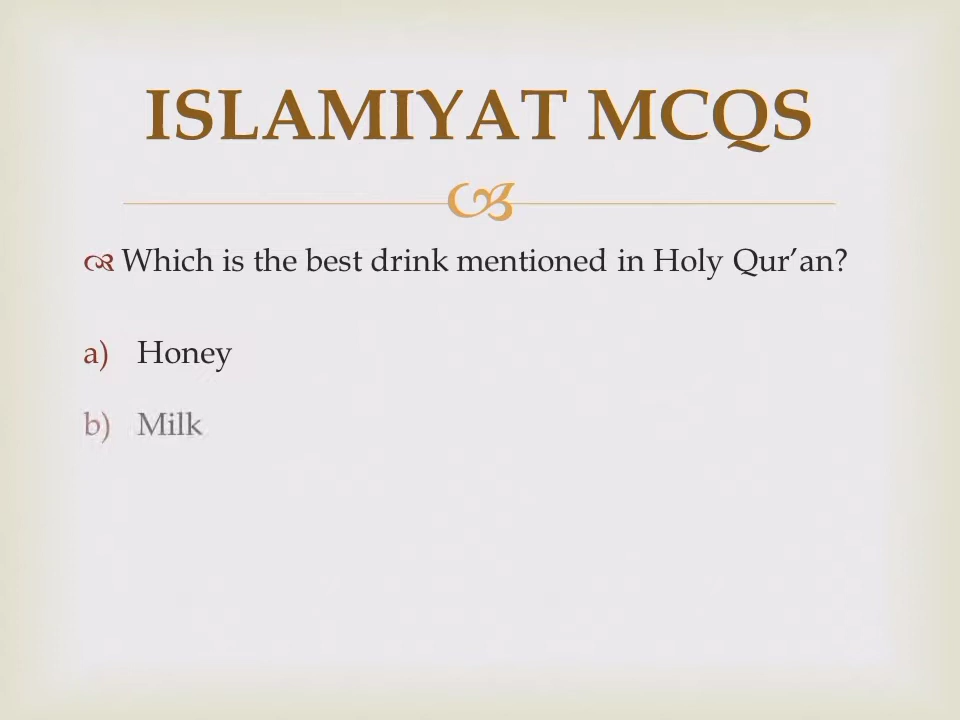 ISLAMIYAT MCQS
Which is the best drink mentioned in Holy Qur’an?
a) Honey
b) Milk